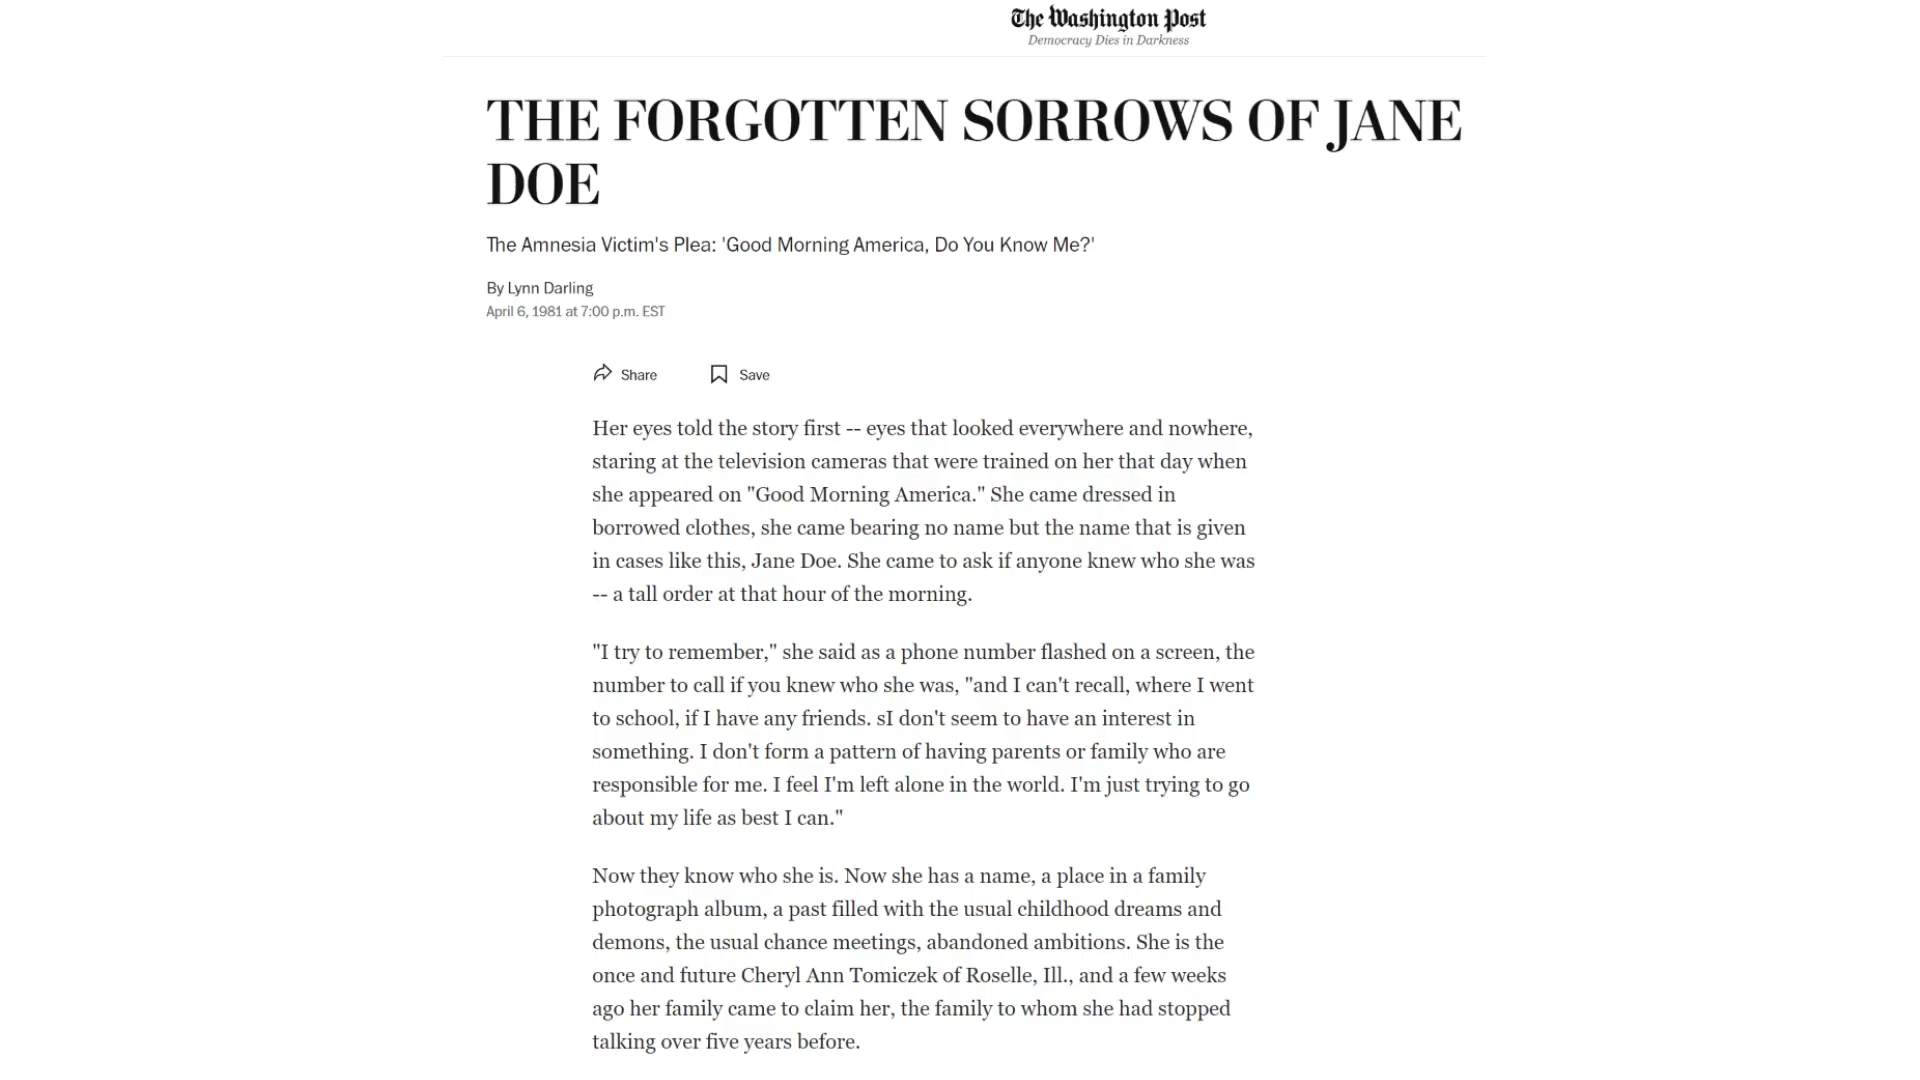 The Washington Post
Democracy Dies in Darkness
THE FORGOTTEN SORROWS OF JANE
DOE
The Amnesia Victim's Plea: 'Good Morning America, Do You Know Me?'
By Lynn Darling
April 6, 1981 at 7:00 p.m. EST
Share Save
Her eyes told the story first -- eyes that looked everywhere and nowhere,
staring at the television cameras that were trained on her that day when
she appeared on "Good Morning America." She came dressed in
borrowed clothes, she came bearing no name but the name that is given
in cases like this, Jane Doe. She came to ask if anyone knew who she was
-- a tall order at that hour of the morning.
"I try to remember," she said as a phone number flashed on a screen, the
number to call if you knew who she was, "and I can't recall, where I went
to school, if I have any friends. sI don't seem to have an interest in
something. I don't form a pattern of having parents or family who are
responsible for me. I feel I'm left alone in the world. I'm just trying to go
about my life as best I can."
Now they know who she is. Now she has a name, a place in a family
photograph album, a past filled with the usual childhood dreams and
demons, the usual chance meetings, abandoned ambitions. She is the
once and future Cheryl Ann Tomiczek of Roselle, Ill., and a few weeks
ago her family came to claim her, the family to whom she had stopped
talking over five years before.